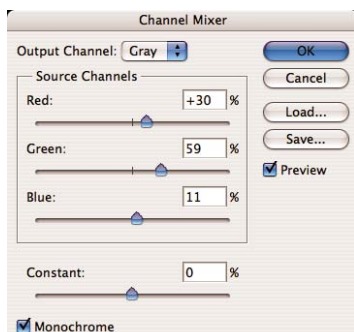 Channel Mixer
Output Channel: Gray
OK
Source Channels
Cancel
Red: +30 %
Load...
Save...
Green: 59 %
Preview
Blue: 11 %
Constant: 0 %
Monochrome